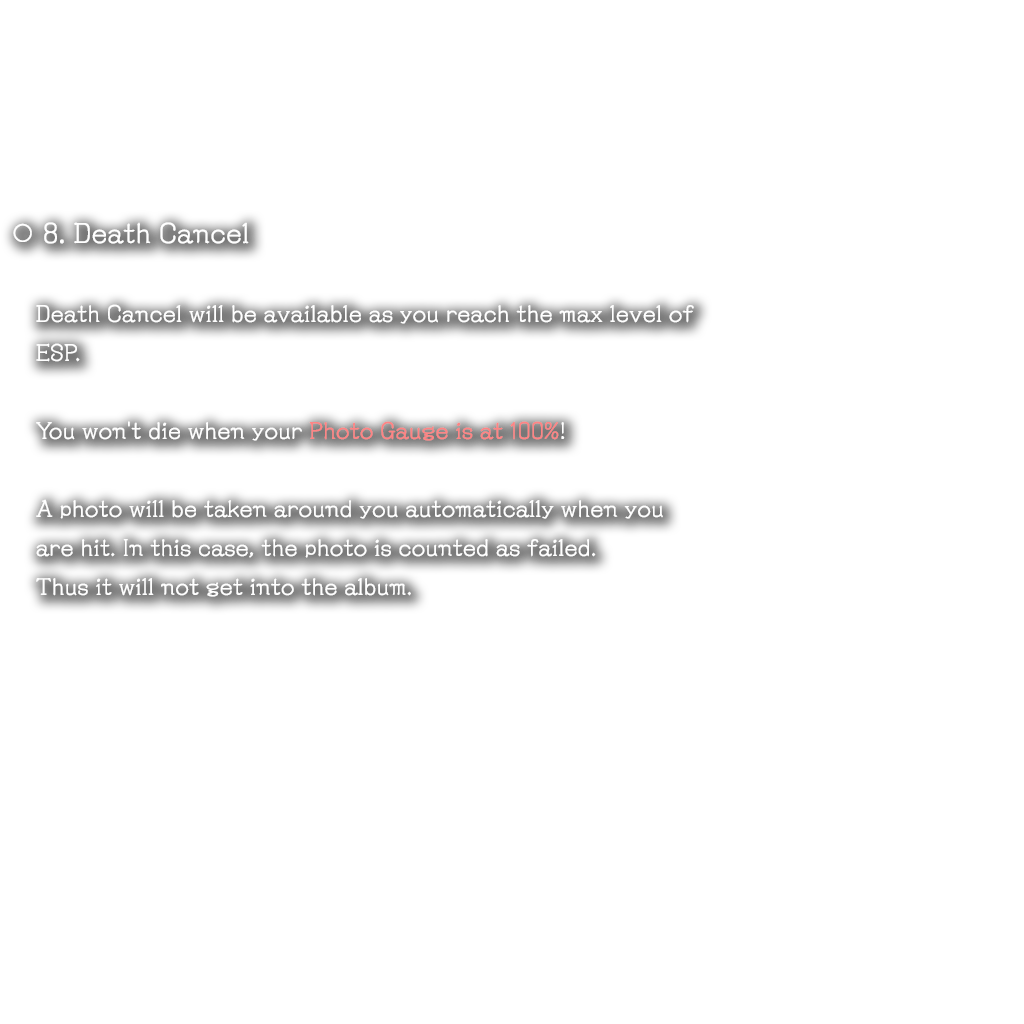 ○ 8. Death Cancel
Death Cancel will be available as you reach the max level of
ESP.
You won't die when your Photo Gauge is at 100%!
A photo will be taken around you automatically when you
are hit. In this case, the photo is counted as failed.
Thus it will not get into the album.